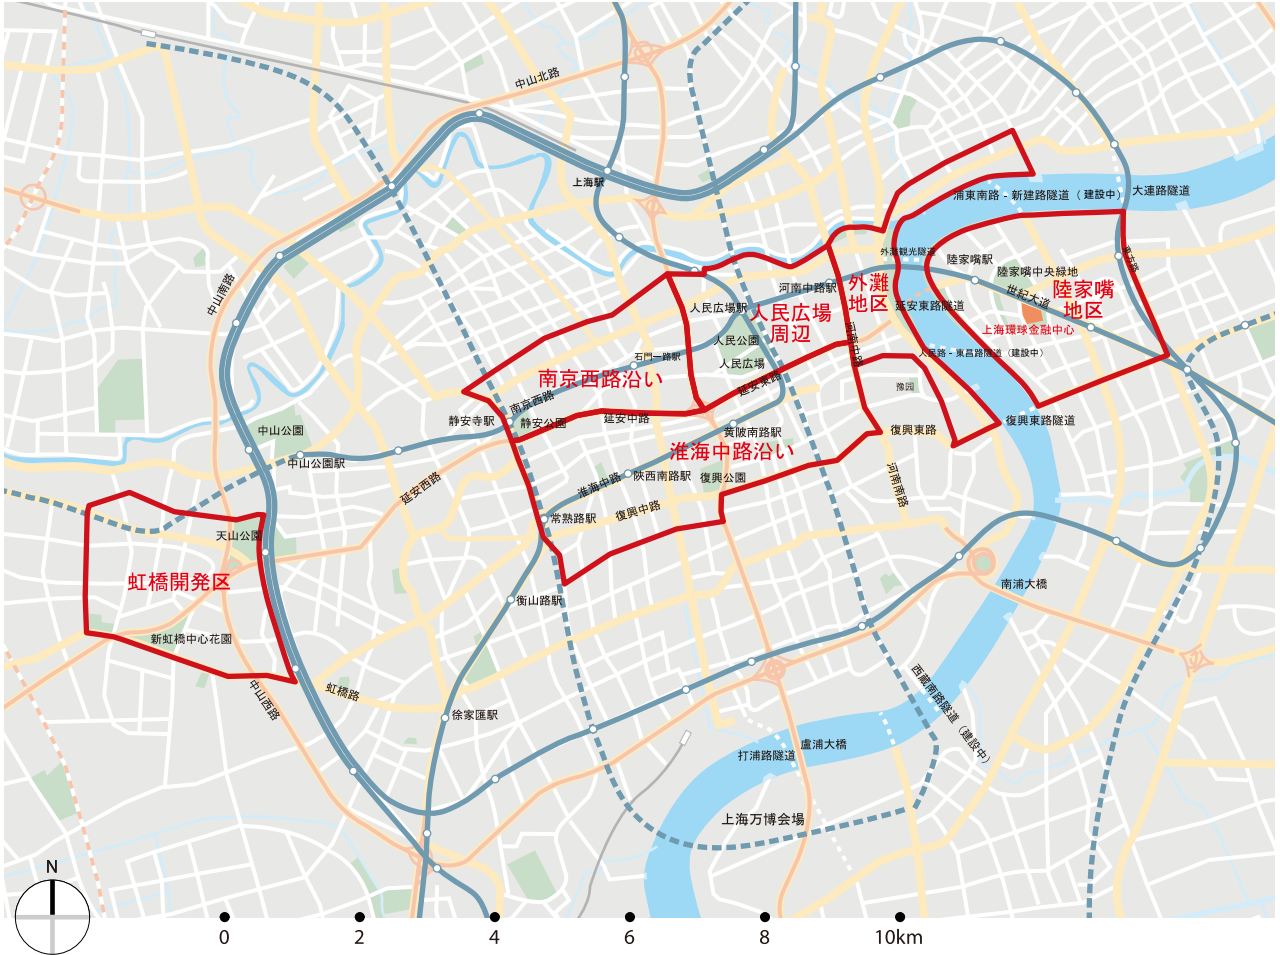 中山北路
上海駅
浦東南路 - 新建路隧道（建設中）
大連路隧道
中山南路
外灘観光隧道
陸家嘴駅
陸家嘴中央緑地
河南中路駅
外灘
地区
世紀大道
陸家嘴
地区
人民広場駅
人民広場
周辺
延安東路隧道
上海環球金融中心
人民公園
河南中路
石門一路駅
人民広場
人民路 - 東昌路隧道（建設中）
南京西路沿い
延安東路
豫园
南京西路
静安寺駅
静安公園
延安中路
復興東路隧道
中山公園
黄陂南路駅
復興東路
淮海中路沿い
中山公園駅
陝西南路駅
復興公園
延安西路
淮海中路
河南南路
復興中路
常熟路駅
天山公園
虹橋開発区
南浦大橋
衡山路駅
新虹橋中心花園
中山西路
虹橋路
西蔵南路隧道（建設中）
徐家匯駅
盧浦大橋
打浦路隧道
上海万博会場
N
0
2
4
6
8
10km